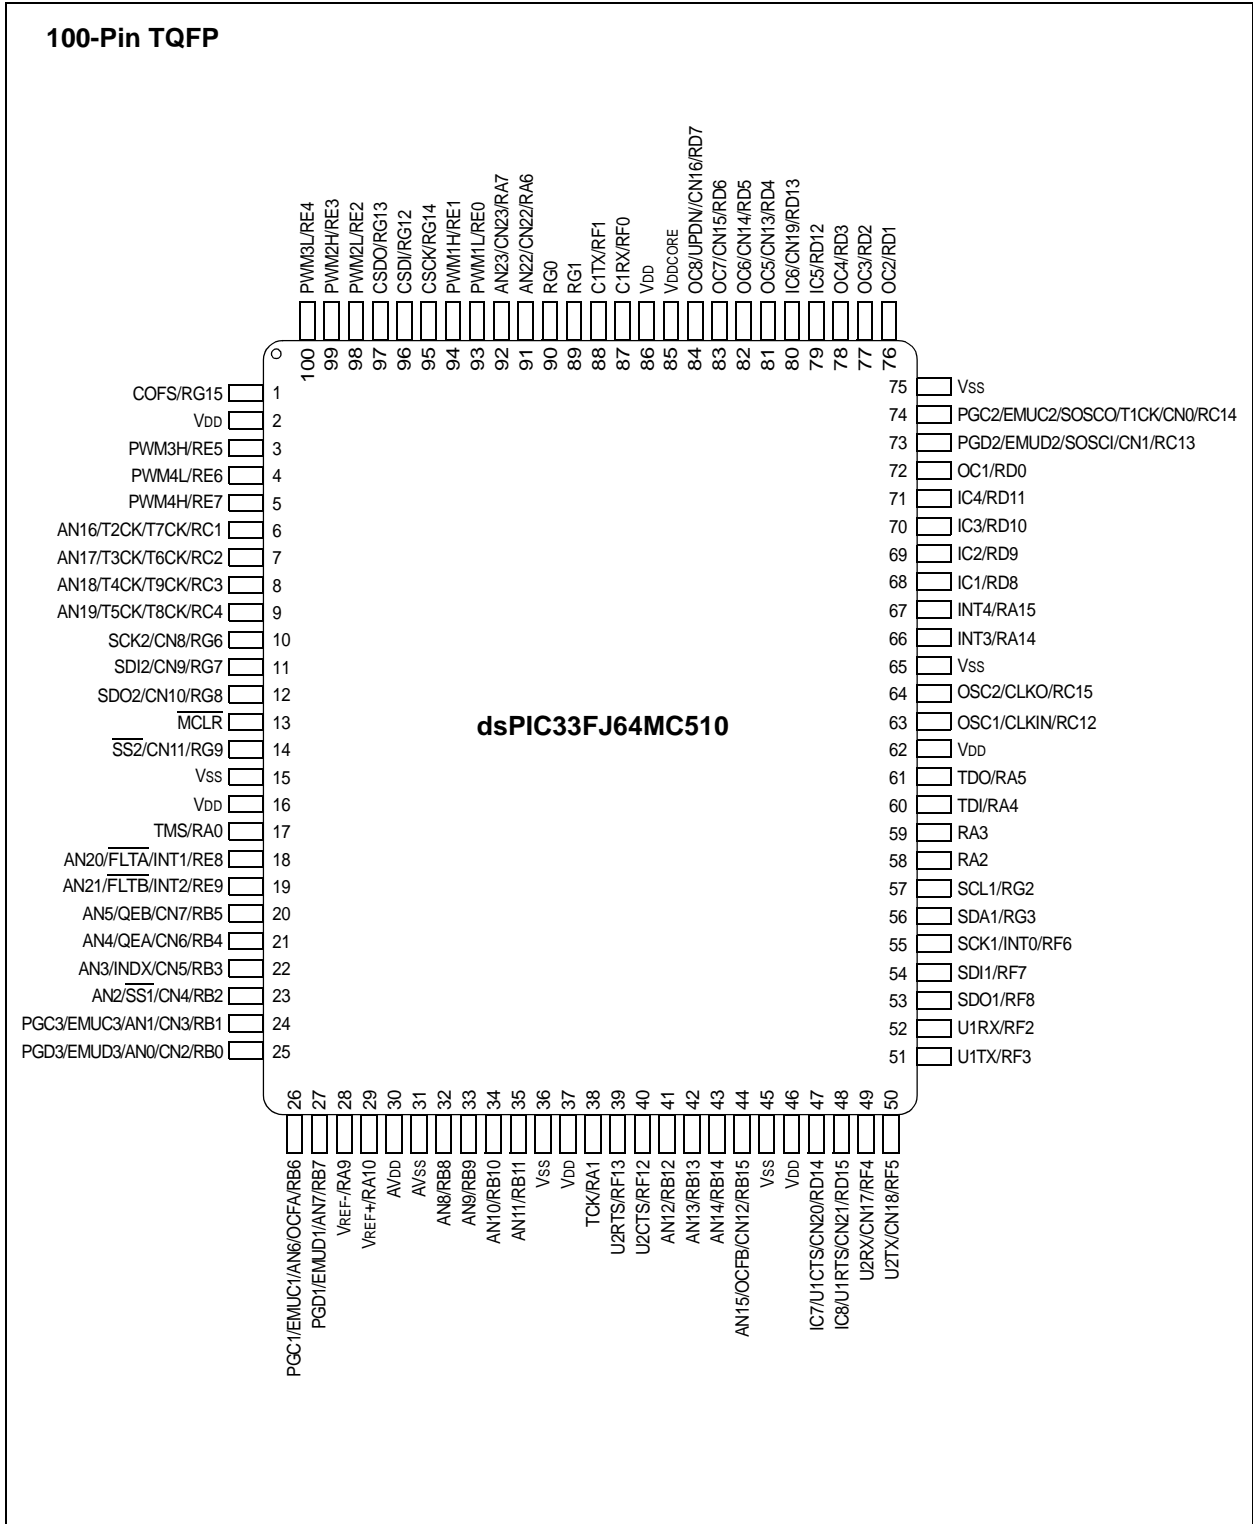 100-Pin TQFP
PWM3L/RE4
PWM2H/RE3
PWM2L/RE2
CSDO/RG13
CSDI/RG12
CSCK/RG14
PWM1H/RE1
PWM1L/RE0
AN23/CN23/RA7
AN22/CN22/RA6
RG0
RG1
C1TX/RF1
C1RX/RF0
VDD
VDDCORE
OC8/UPDN//CN16/RD7
OC7/CN15/RD6
OC6/CN14/RD5
OC5/CN13/RD4
IC6/CN19/RD13
IC5/RD12
OC4/RD3
OC3/RD2
OC2/RD1
100
99
98
97
96
95
94
93
92
91
90
89
88
87
86
85
84
83
82
81
80
79
78
77
76
COFS/RG15 1
VDD 2
PWM3H/RE5 3
PWM4L/RE6 4
PWM4H/RE7 5
AN16/T2CK/T7CK/RC1 6
AN17/T3CK/T6CK/RC2 7
AN18/T4CK/T9CK/RC3 8
AN19/T5CK/T8CK/RC4 9
SCK2/CN8/RG6 10
SDI2/CN9/RG7 11
SDO2/CN10/RG8 12
MCLR 13
SS2/CN11/RG9 14
VSS 15
VDD 16
TMS/RA0 17
AN20/FLTA/INT1/RE8 18
AN21/FLTB/INT2/RE9 19
AN5/QEB/CN7/RB5 20
AN4/QEA/CN6/RB4 21
AN3/INDX/CN5/RB3 22
AN2/SS1/CN4/RB2 23
PGC3/EMUC3/AN1/CN3/RB1 24
PGD3/EMUD3/AN0/CN2/RB0 25
dsPIC33FJ64MC510
75 VSS
74 PGC2/EMUC2/SOSCO/T1CK/CN0/RC14
73 PGD2/EMUD2/SOSCI/CN1/RC13
72 OC1/RD0
71 IC4/RD11
70 IC3/RD10
69 IC2/RD9
68 IC1/RD8
67 INT4/RA15
66 INT3/RA14
65 VSS
64 OSC2/CLKO/RC15
63 OSC1/CLKIN/RC12
62 VDD
61 TDO/RA5
60 TDI/RA4
59 RA3
58 RA2
57 SCL1/RG2
56 SDA1/RG3
55 SCK1/INT0/RF6
54 SDI1/RF7
53 SDO1/RF8
52 U1RX/RF2
51 U1TX/RF3
26
27
28
29
30
31
32
33
34
35
36
37
38
39
40
41
42
43
44
45
46
47
48
49
50
PGC1/EMUC1/AN6/OCFA/RB6
PGD1/EMUD1/AN7/RB7
VREF-/RA9
VREF+/RA10
AVDD
AVSS
AN8/RB8
AN9/RB9
AN10/RB10
AN11/RB11
VSS
VDD
TCK/RA1
U2RTS/RF13
U2CTS/RF12
AN12/RB12
AN13/RB13
AN14/RB14
AN15/OCFB/CN12/RB15
VSS
VDD
IC7/U1CTS/CN20/RD14
IC8/U1RTS/CN21/RD15
U2RX/CN17/RF4
U2TX/CN18/RF5